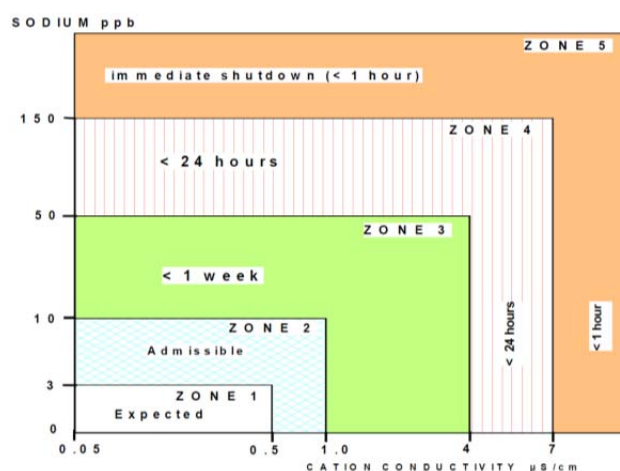 SODIUM ppb
ZONE 5
immediate shutdown (< 1 hour)
150
ZONE 4
< 24 hours
50
ZONE 3
< 1 week
10
ZONE 2
Admissible
< 24 hours
< 1 hour
3
ZONE 1
Expected
0
0.05 0.5 1.0 4 7
CATION CONDUCTIVITY µS/cm